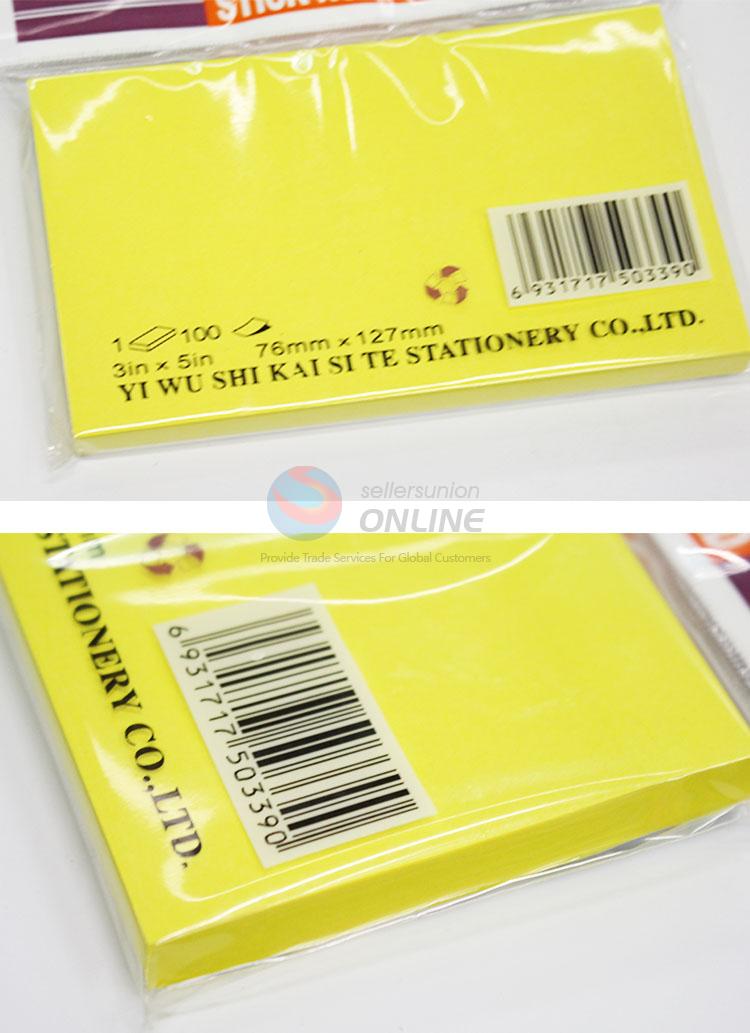 STICK
6 931717 503390
1 100
3in x 5in 76mm x 127mm
YI WU SHI KAI SI TE STATIONERY CO.,LTD.
sellersunion
ONLINE
Provide Trade Services For Global Customers
STATIONERY CO.,LTD.
6 931717 503390